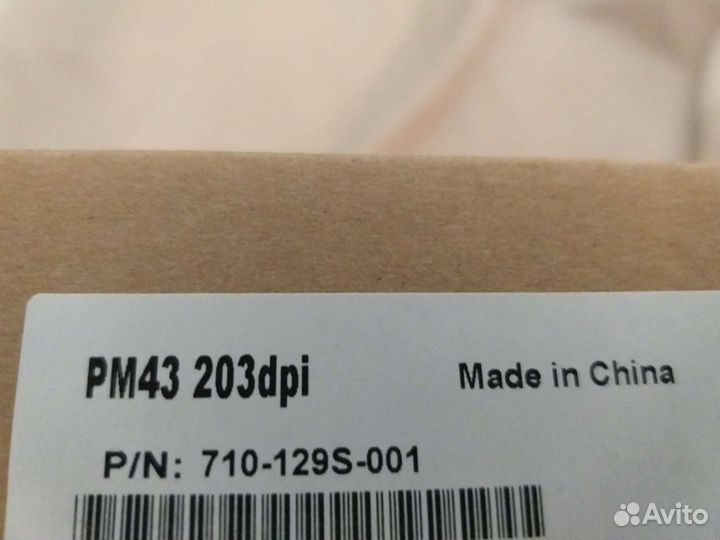 PM43 203dpi Made in China
P/N: 710-129S-001
Avito